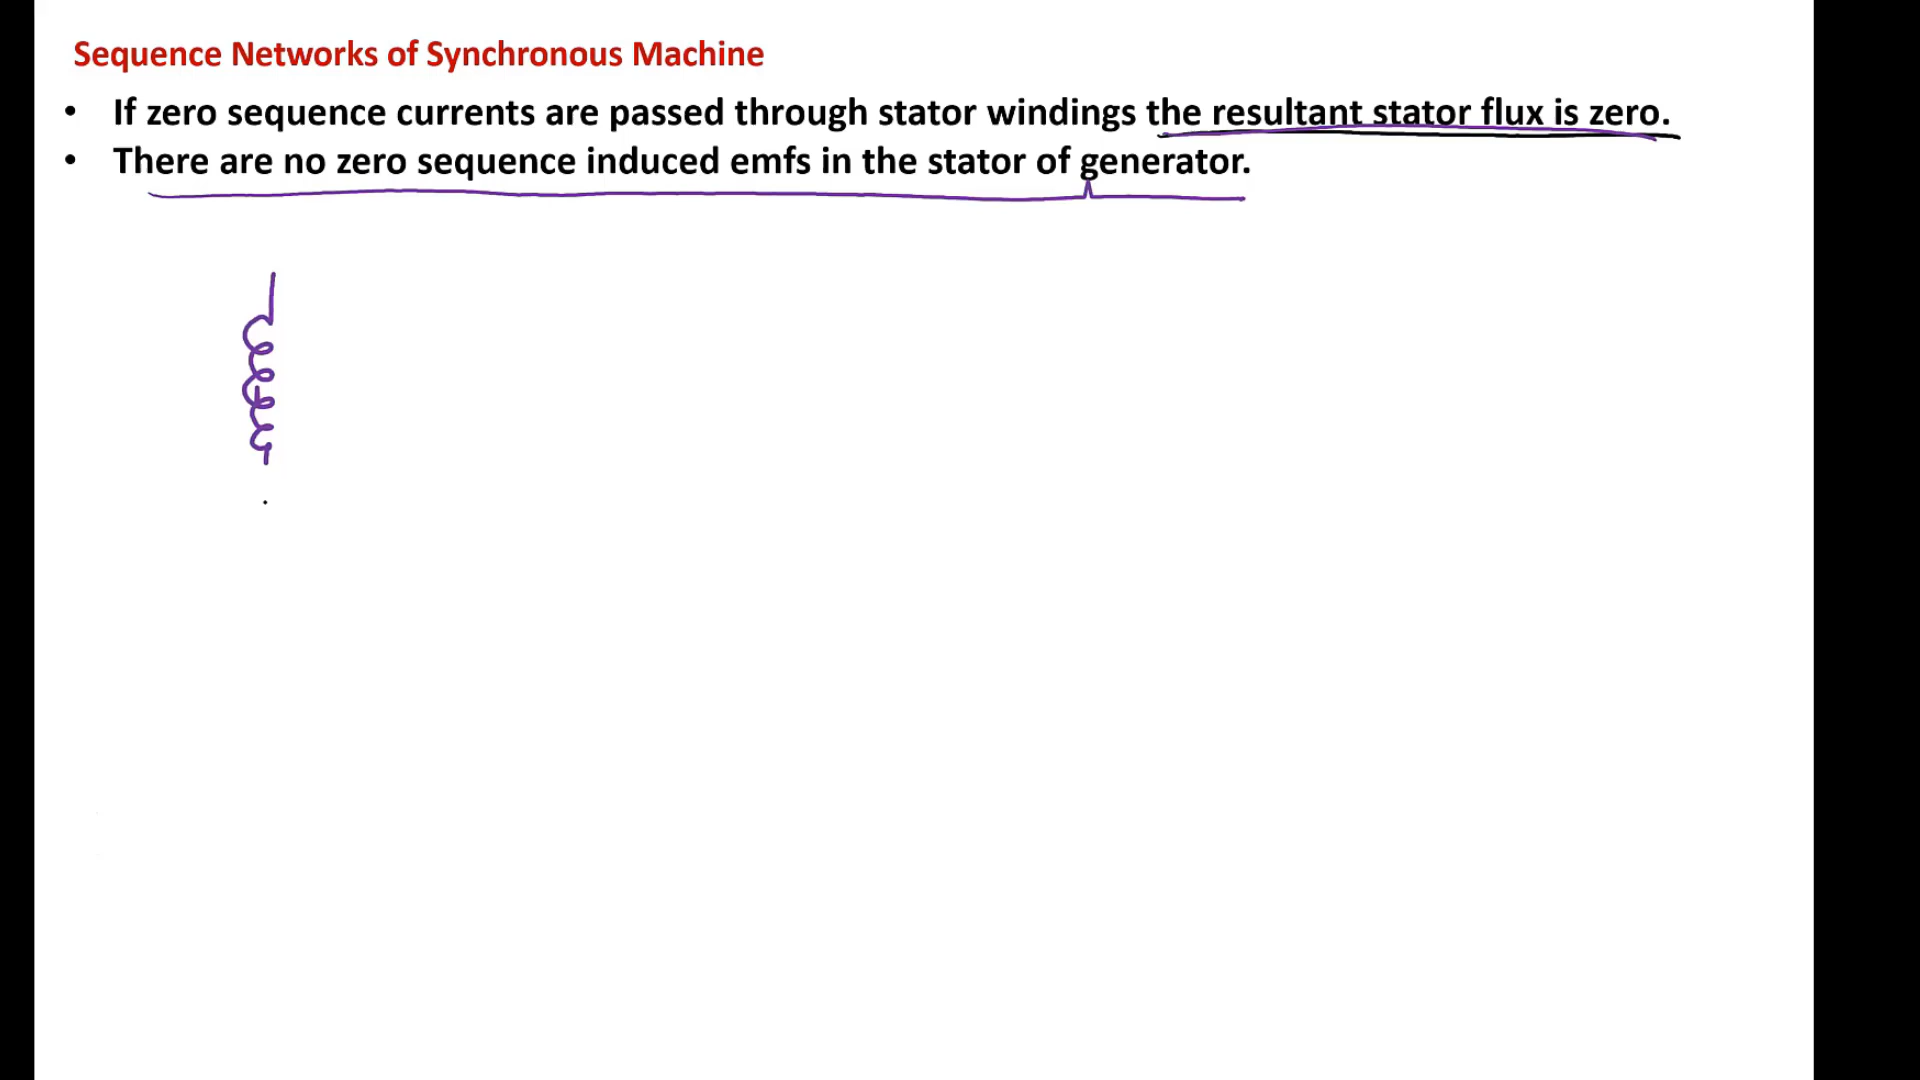 Sequence Networks of Synchronous Machine
• If zero sequence currents are passed through stator windings the resultant stator flux is zero.
• There are no zero sequence induced emfs in the stator of generator.